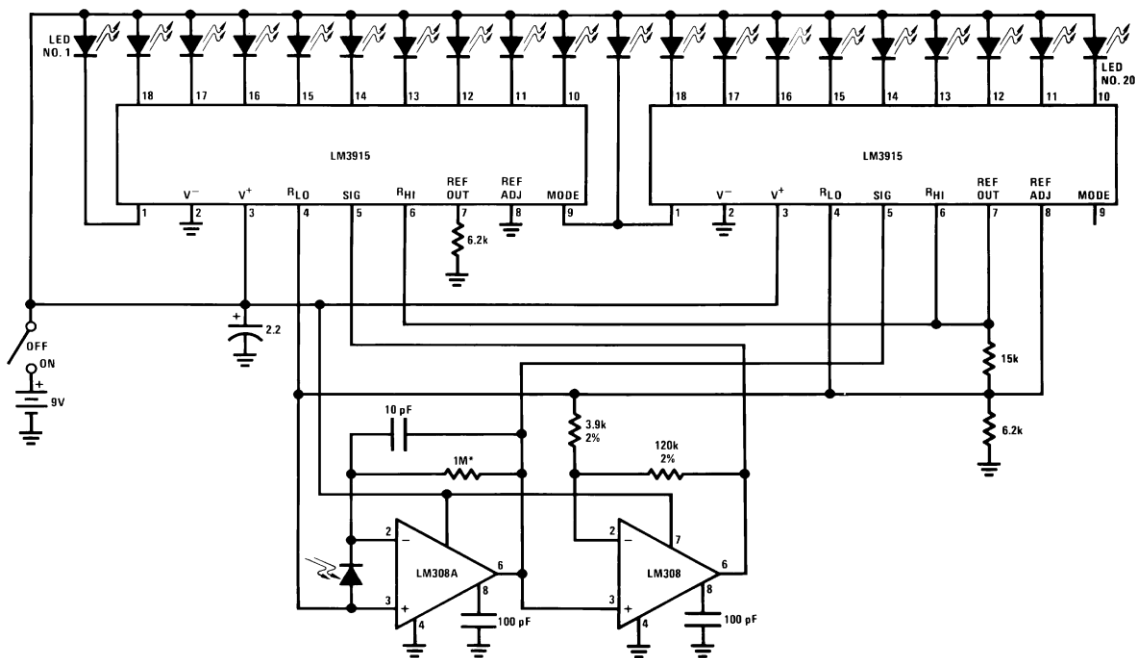 LED
NO. 1
LED
NO. 20
18 17 16 15 14 13 12 11 10
18 17 16 15 14 13 12 11 10
LM3915
LM3915
V− V+ RLO SIG RHI REF OUT REF ADJ MODE
V− V+ RLO SIG RHI REF OUT REF ADJ MODE
1 2 3 4 5 6 7 8 9
1 2 3 4 5 6 7 8 9
6.2k
+
2.2
OFF
ON
+
9V
15k
6.2k
10 pF
3.9k
2%
1M*
120k
2%
2
−
7
2
−
LM308A
6
LM308
6
3
+
8
3
+
8
4
100 pF
4
100 pF